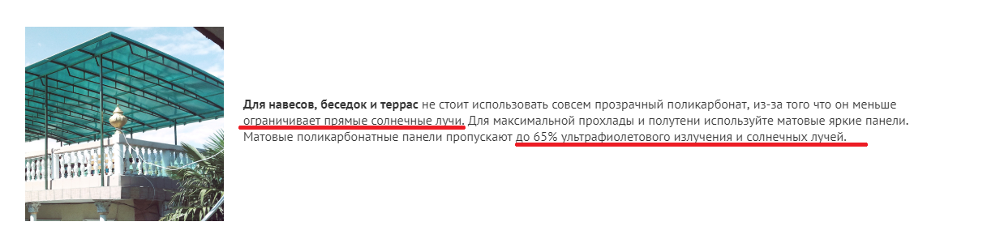 Для навесов, беседок и террас не стоит использовать совсем прозрачный поликарбонат, из-за того что он меньше
ограничивает прямые солнечные лучи. Для максимальной прохлады и полутени используйте матовые яркие панели.
Матовые поликарбонатные панели пропускают до 65% ультрафиолетового излучения и солнечных лучей.